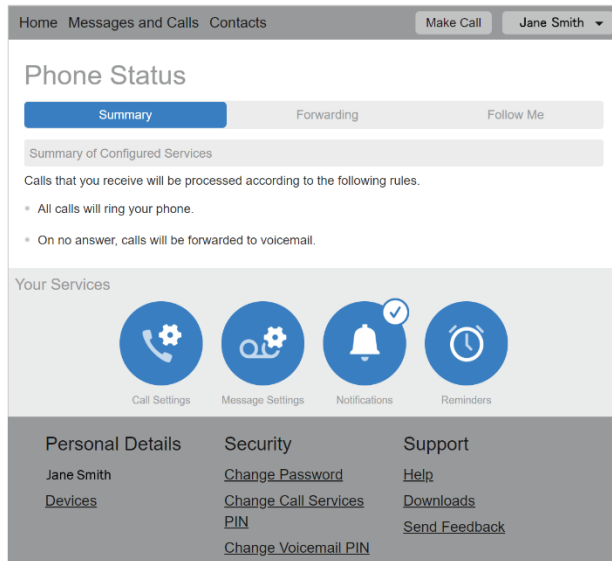 Home Messages and Calls Contacts Make Call Jane Smith
Phone Status
Summary Forwarding Follow Me
Summary of Configured Services
Calls that you receive will be processed according to the following rules.
All calls will ring your phone.
On no answer, calls will be forwarded to voicemail.
Your Services
Call Settings Message Settings Notifications Reminders
Personal Details Security Support
Jane Smith Change Password Help
Devices Change Call Services Downloads
PIN Send Feedback
Change Voicemail PIN